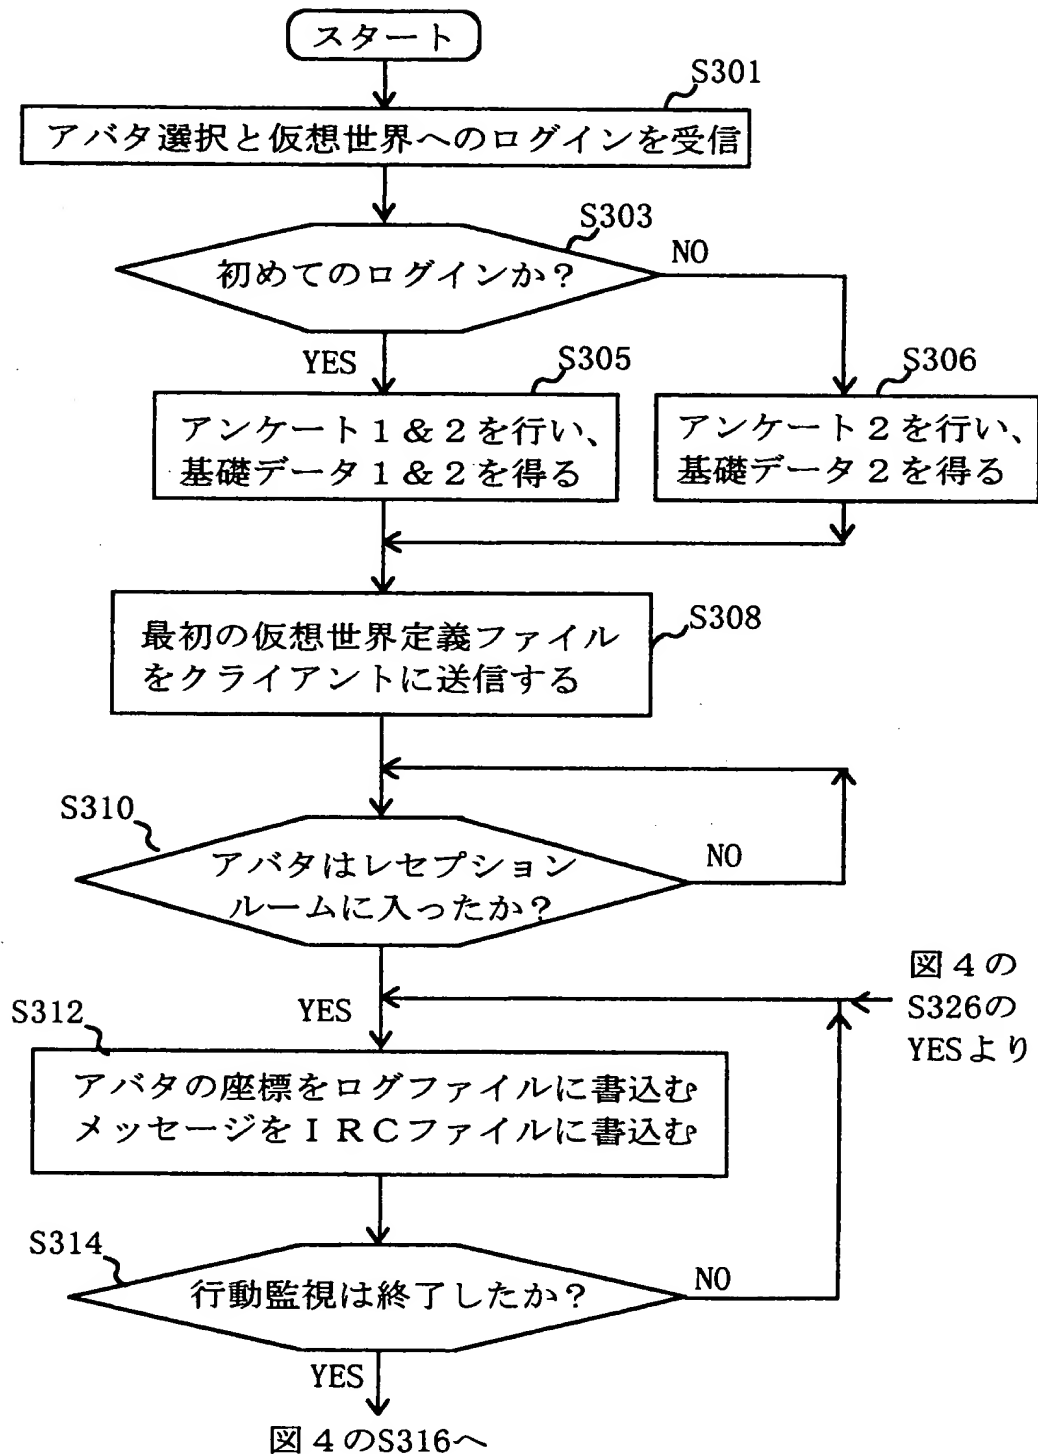 スタート
S301
アバタ選択と仮想世界へのログインを受信
S303
初めてのログインか?
NO
YES
S305
アンケート1&2を行い、
基礎データ1&2を得る
S306
アンケート2を行い、
基礎データ2を得る
S308
最初の仮想世界定義ファイル
をクライアントに送信する
S310
アバタはレセプション
ルームに入ったか?
NO
YES
図4の
S326の
YESより
S312
アバタの座標をログファイルに書込む
メッセージをIRCファイルに書込む
S314
行動監視は終了したか?
NO
YES
図4のS316へ